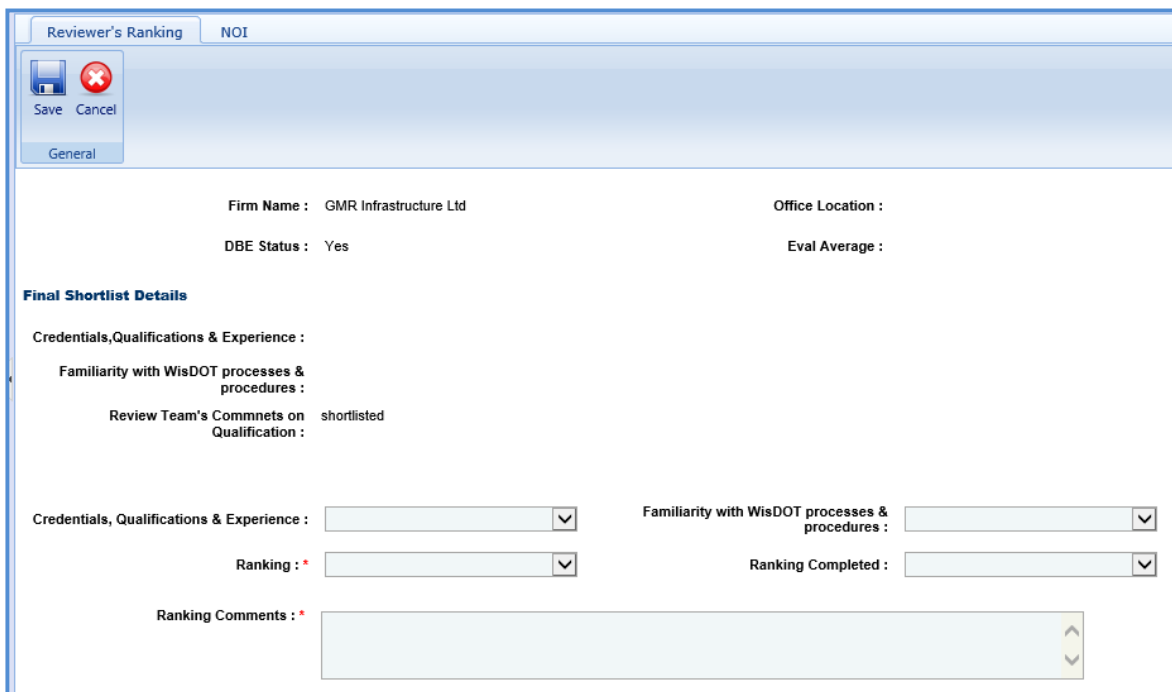 Reviewer's Ranking NOI
Save Cancel
General
Firm Name : GMR Infrastructure Ltd Office Location :
DBE Status : Yes Eval Average :
Final Shortlist Details
Credentials,Qualifications & Experience :
Familiarity with WisDOT processes &
procedures :
Review Team's Commnets on shortlisted
Qualification :
Credentials, Qualifications & Experience : Familiarity with WisDOT processes &
procedures :
Ranking : * Ranking Completed :
Ranking Comments : *